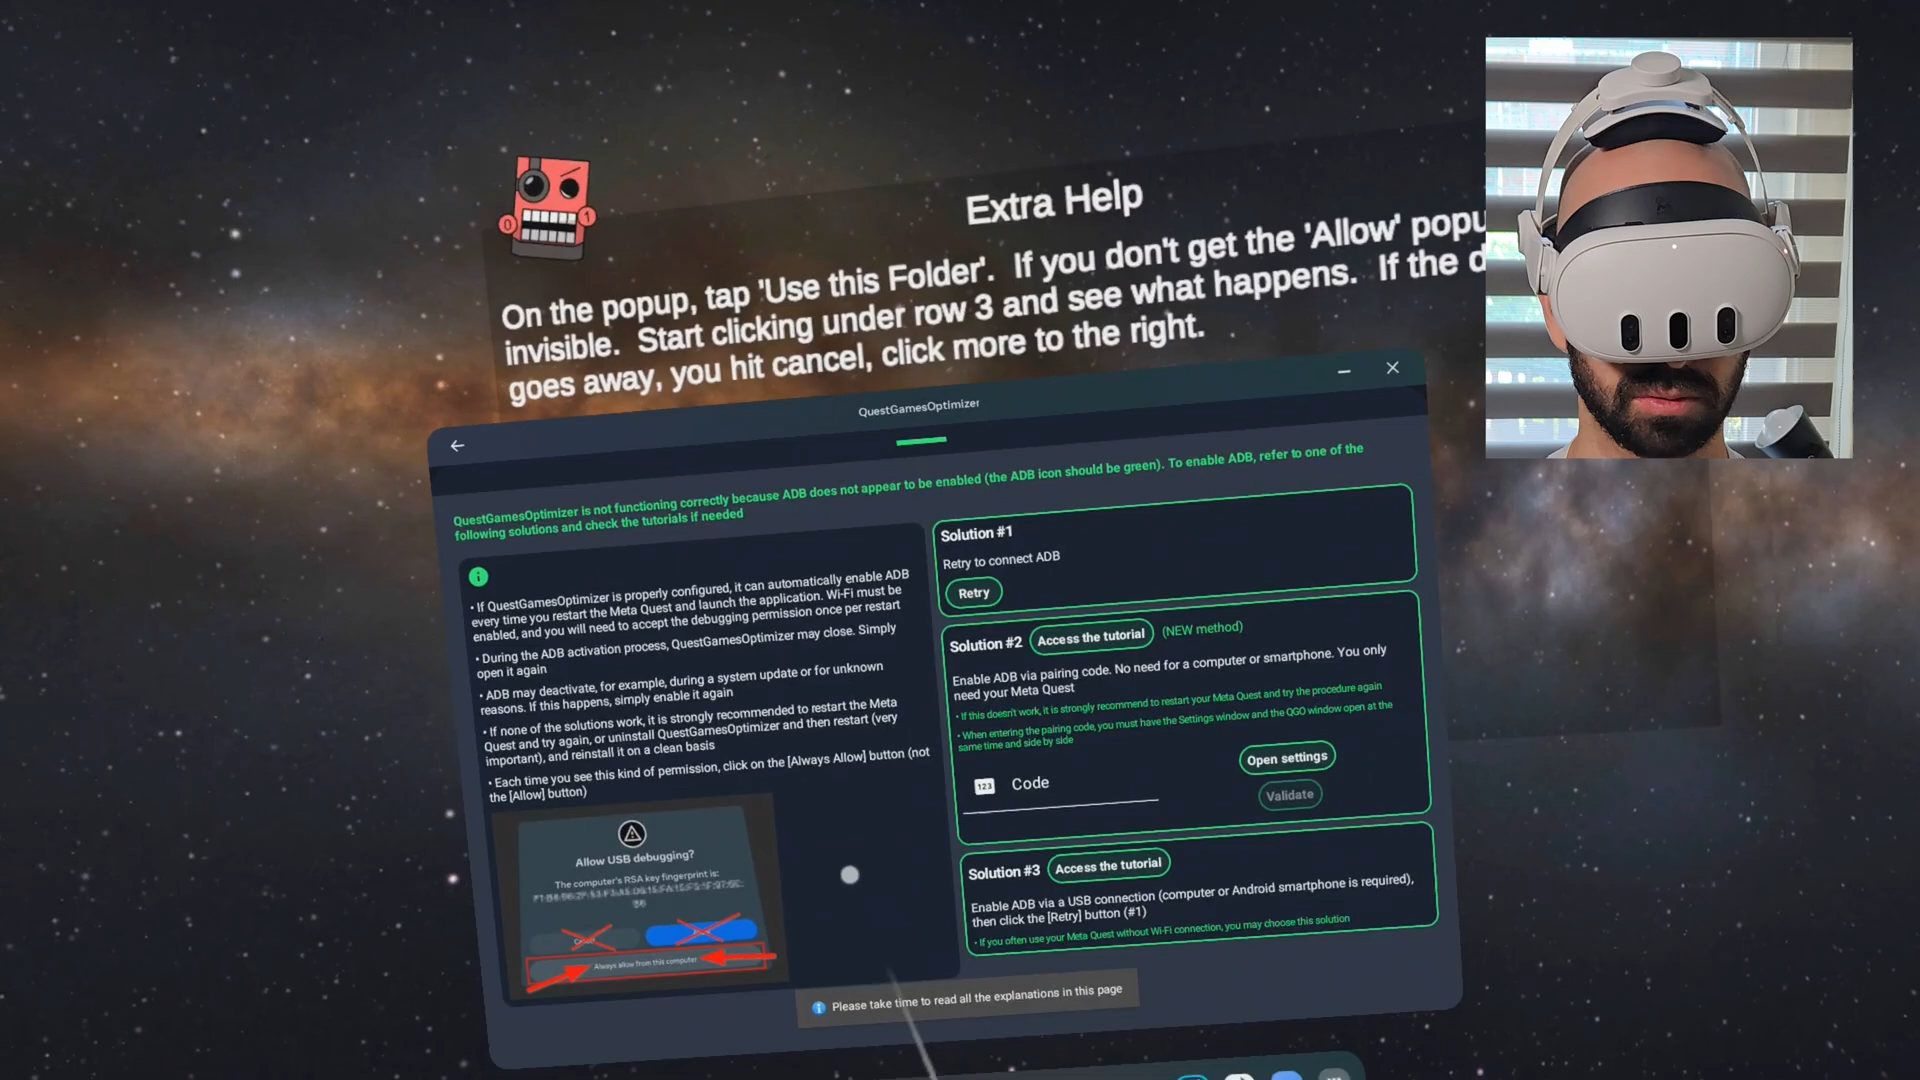 Extra Help
On the popup, tap 'Use this Folder'. If you don't get the 'Allow' popu
invisible. Start clicking under row 3 and see what happens. If the d
goes away, you hit cancel, click more to the right.
0
1
QuestGamesOptimizer
QuestGamesOptimizer is not functioning correctly because ADB does not appear to be enabled (the ADB icon should be green). To enable ADB, refer to one of the
following solutions and check the tutorials if needed
• If QuestGamesOptimizer is properly configured, it can automatically enable ADB
every time you restart the Meta Quest and launch the application. Wi-Fi must be
enabled, and you will need to accept the debugging permission once per restart
• During the ADB activation process, QuestGamesOptimizer may close. Simply
open it again
• ADB may deactivate, for example, during a system update or for unknown
reasons. If this happens, simply enable it again
• If none of the solutions work, it is strongly recommended to restart the Meta
Quest and try again, or uninstall QuestGamesOptimizer and then restart (very
important), and reinstall it on a clean basis
• Each time you see this kind of permission, click on the [Always Allow] button (not
the [Allow] button)
Allow USB debugging?
The computer's RSA key fingerprint is:
Always allow from this computer
Solution #1
Retry to connect ADB
Retry
Solution #2 Access the tutorial (NEW method)
Enable ADB via pairing code. No need for a computer or smartphone. You only
need your Meta Quest
• If this doesn't work, it is strongly recommend to restart your Meta Quest and try the procedure again
• When entering the pairing code, you must have the Settings window and the QGO window open at the
same time and side by side
123 Code
Open settings
Validate
Solution #3 Access the tutorial
Enable ADB via a USB connection (computer or Android smartphone is required),
then click the [Retry] button (#1)
• If you often use your Meta Quest without Wi-Fi connection, you may choose this solution
Please take time to read all the explanations in this page